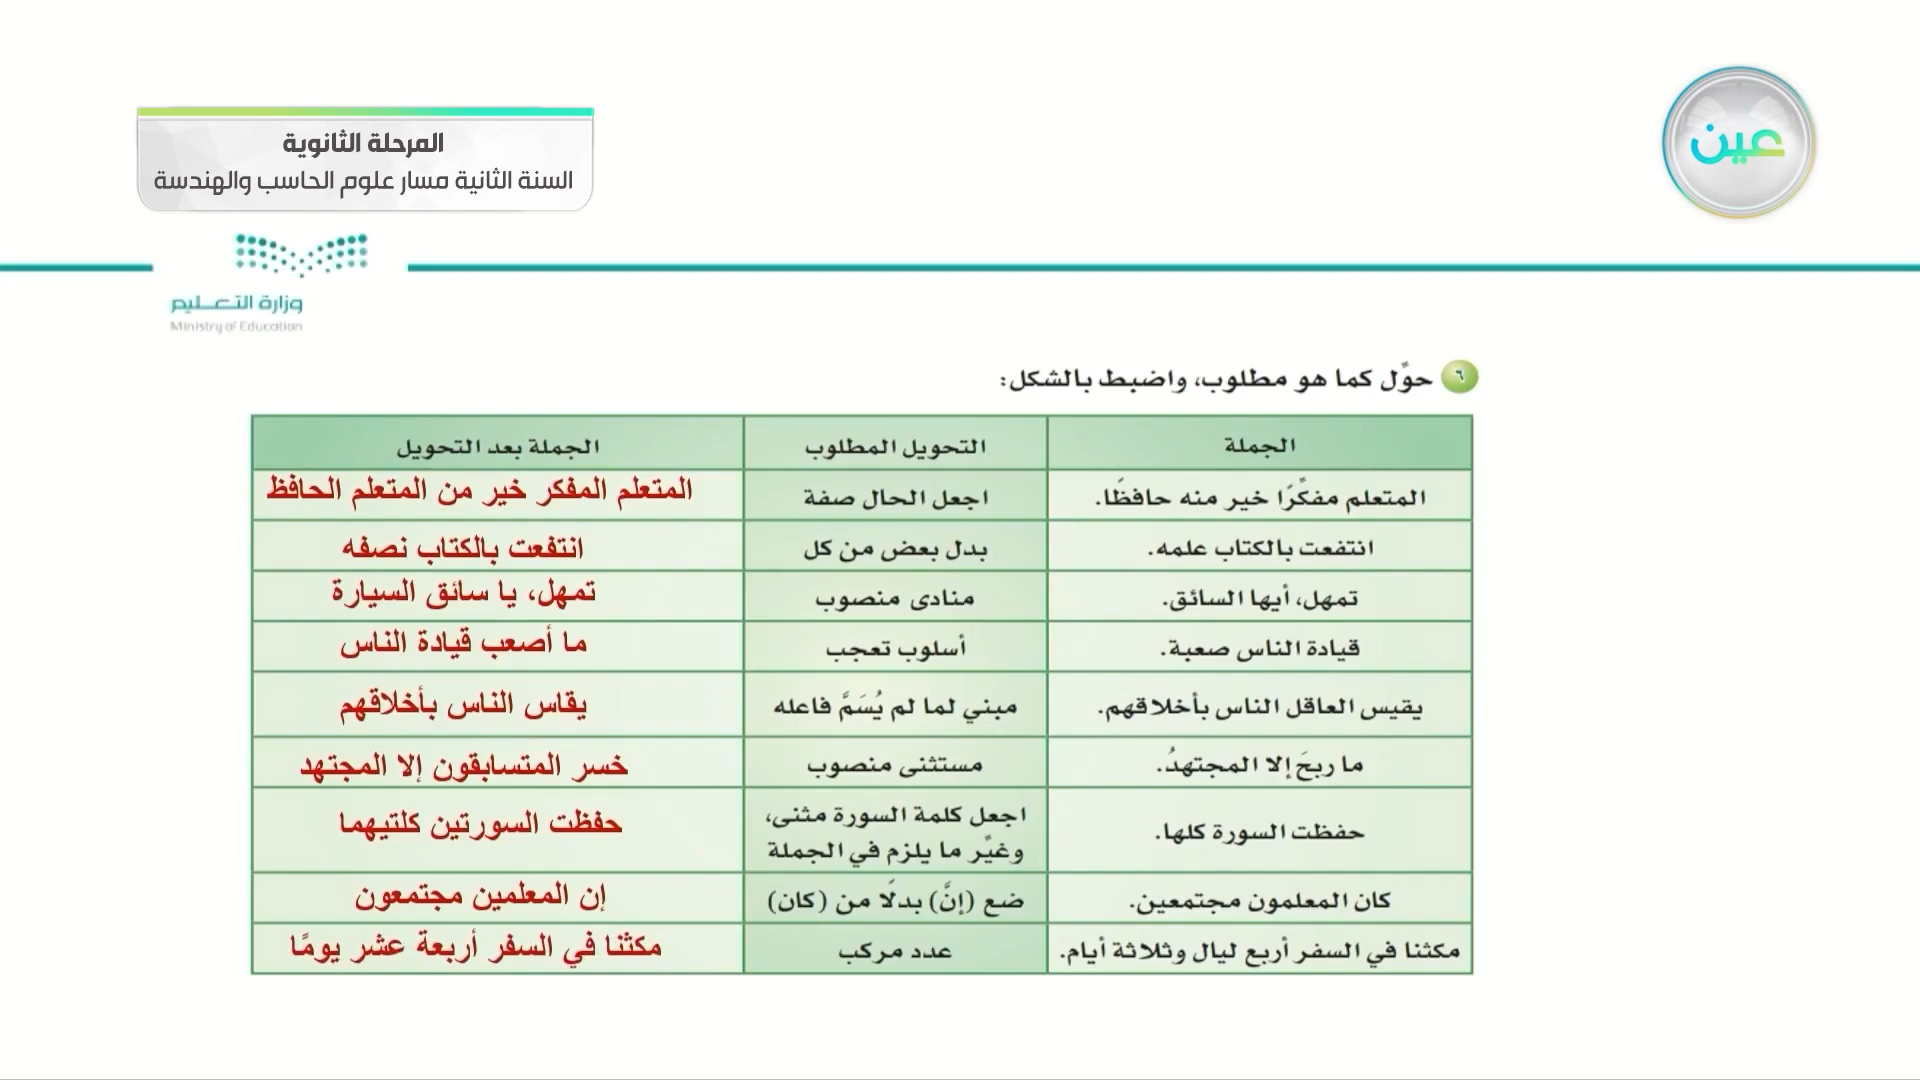 المرحلة الثانوية
السنة الثانية مسار علوم الحاسب والهندسة
عين
وزارة التعليم
Ministry of Education
٦ حوِّل كما هو مطلوب، واضبط بالشكل:
الجملة | التحويل المطلوب | الجملة بعد التحويل
المتعلم مفكِّرًا خير منه حافظًا. | اجعل الحال صفة | المتعلم المفكر خير من المتعلم الحافظ
انتفعت بالكتاب علمه. | بدل بعض من كل | انتفعت بالكتاب نصفه
تمهل، أيها السائق. | منادى منصوب | تمهل، يا سائق السيارة
قيادة الناس صعبة. | أسلوب تعجب | ما أصعب قيادة الناس
يقيس العاقل الناس بأخلاقهم. | مبني لما لم يُسَمَّ فاعله | يقاس الناس بأخلاقهم
ما ربحَ إلا المجتهدُ. | مستثنى منصوب | خسر المتسابقون إلا المجتهد
حفظت السورة كلها. | اجعل كلمة السورة مثنى، | حفظت السورتين كلتيهما
وغيِّر ما يلزم في الجملة
كان المعلمون مجتمعين. | ضع (إنَّ) بدلًا من (كان) | إن المعلمين مجتمعون
مكثنا في السفر أربع ليال وثلاثة أيام. | عدد مركب | مكثنا في السفر أربعة عشر يومًا